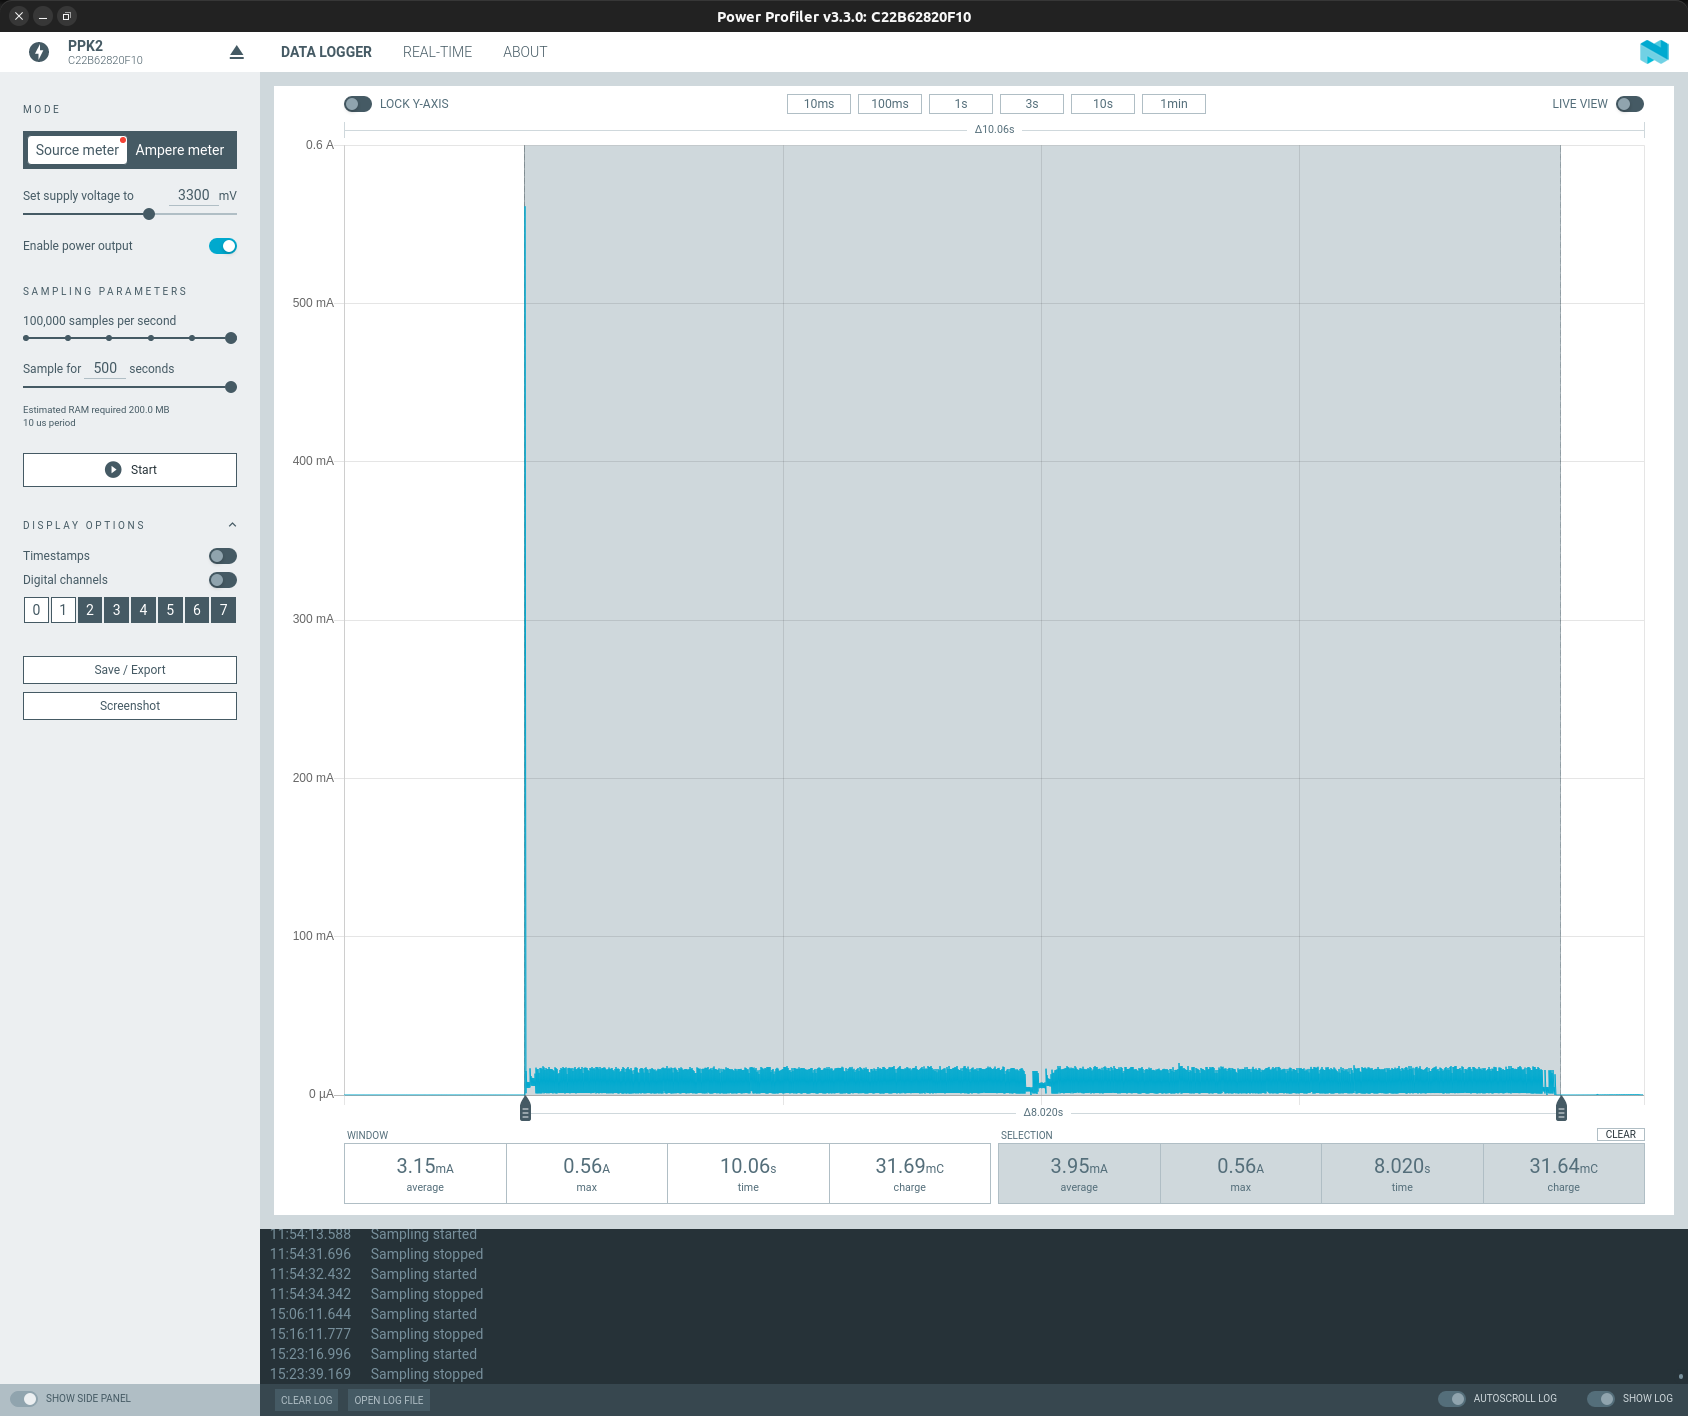 Power Profiler v3.3.0: C22B62820F10
PPK2
C22B62820F10
DATA LOGGER
REAL-TIME
ABOUT
MODE
Source meter
Ampere meter
Set supply voltage to 3300 mV
Enable power output
SAMPLING PARAMETERS
100,000 samples per second
Sample for 500 seconds
Estimated RAM required 200.0 MB
10 us period
Start
DISPLAY OPTIONS
Timestamps
Digital channels
0 1 2 3 4 5 6 7
Save / Export
Screenshot
SHOW SIDE PANEL
LOCK Y-AXIS
10ms
100ms
1s
3s
10s
1min
LIVE VIEW
Δ10.06s
0.6 A
500 mA
400 mA
300 mA
200 mA
100 mA
0 µA
Δ8.020s
WINDOW
3.15mA
average
0.56A
max
10.06s
time
31.69mC
charge
SELECTION
CLEAR
3.95mA
average
0.56A
max
8.020s
time
31.64mC
charge
11:54:13.588 Sampling started
11:54:31.696 Sampling stopped
11:54:32.432 Sampling started
11:54:34.342 Sampling stopped
15:06:11.644 Sampling started
15:16:11.777 Sampling stopped
15:23:16.996 Sampling started
15:23:39.169 Sampling stopped
CLEAR LOG
OPEN LOG FILE
AUTOSCROLL LOG
SHOW LOG